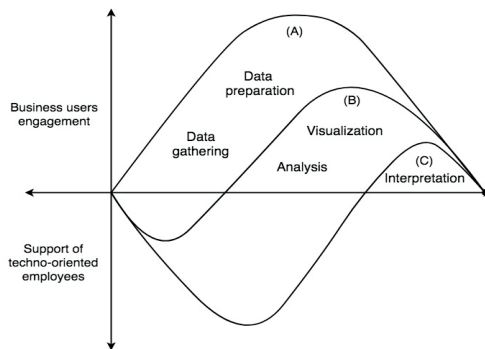 (A)
Data
preparation
(B)
Business users
engagement
Visualization
Data
gathering
(C)
Analysis
Interpretation
Support of
techno-oriented
employees